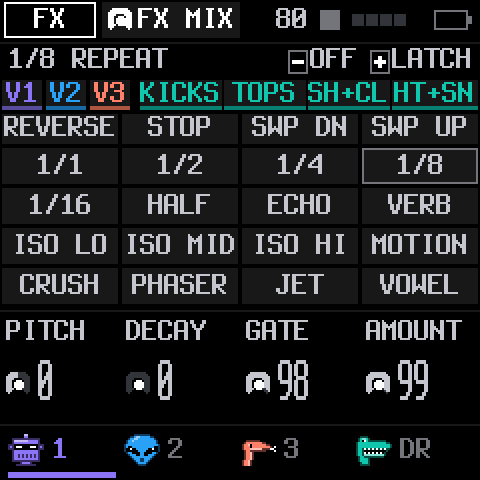 FX FX MIX 80
1/8 REPEAT -OFF +LATCH
V1 V2 V3 KICKS TOPS SH+CL HT+SN
REVERSE STOP SWP DN SWP UP
1/1 1/2 1/4 1/8
1/16 HALF ECHO VERB
ISO LO ISO MID ISO HI MOTION
CRUSH PHASER JET VOWEL
PITCH DECAY GATE AMOUNT
0 0 98 99
1 2 3 DR